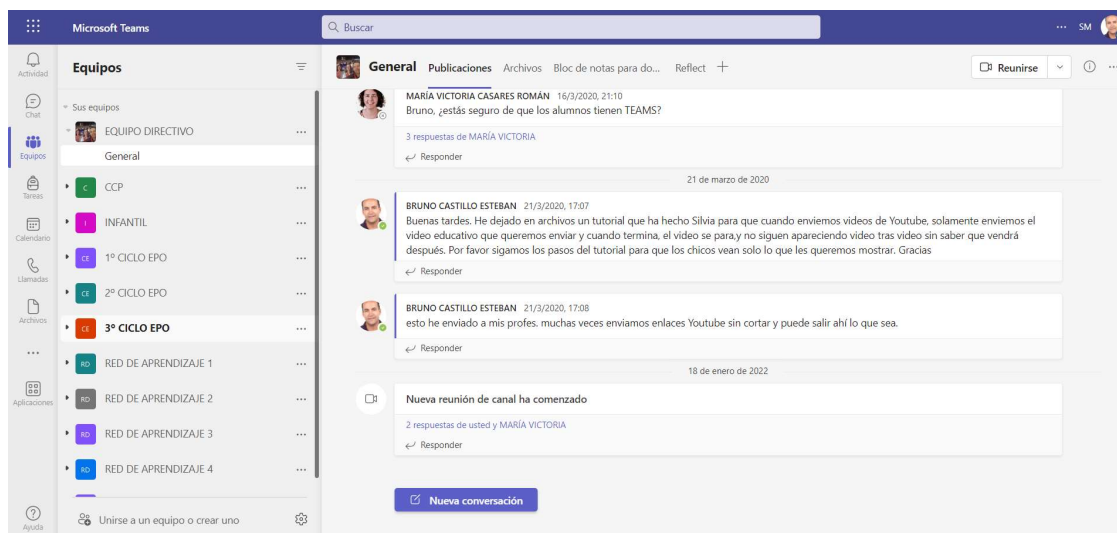 Microsoft Teams
Buscar
SM
Actividad
Chat
Equipos
Tareas
Calendario
Llamadas
Archivos
Aplicaciones
Ayuda
Equipos
Sus equipos
EQUIPO DIRECTIVO
General
C CCP
I INFANTIL
CE 1º CICLO EPO
CE 2º CICLO EPO
CE 3º CICLO EPO
RD RED DE APRENDIZAJE 1
RD RED DE APRENDIZAJE 2
RD RED DE APRENDIZAJE 3
RD RED DE APRENDIZAJE 4
Unirse a un equipo o crear uno
General Publicaciones Archivos Bloc de notas para do... Reflect
Reunirse
MARÍA VICTORIA CASARES ROMÁN 16/3/2020, 21:10
Bruno, ¿estás seguro de que los alumnos tienen TEAMS?
3 respuestas de MARÍA VICTORIA
Responder
21 de marzo de 2020
BRUNO CASTILLO ESTEBAN 21/3/2020, 17:07
Buenas tardes. He dejado en archivos un tutorial que ha hecho Silvia para que cuando enviemos videos de Youtube, solamente enviemos el
video educativo que queremos enviar y cuando termina, el video se para,y no siguen apareciendo video tras video sin saber que vendrá
después. Por favor sigamos los pasos del tutorial para que los chicos vean solo lo que les queremos mostrar. Gracias
Responder
BRUNO CASTILLO ESTEBAN 21/3/2020, 17:08
esto he enviado a mis profes. muchas veces enviamos enlaces Youtube sin cortar y puede salir ahí lo que sea.
Responder
18 de enero de 2022
Nueva reunión de canal ha comenzado
2 respuestas de usted y MARÍA VICTORIA
Responder
Nueva conversación